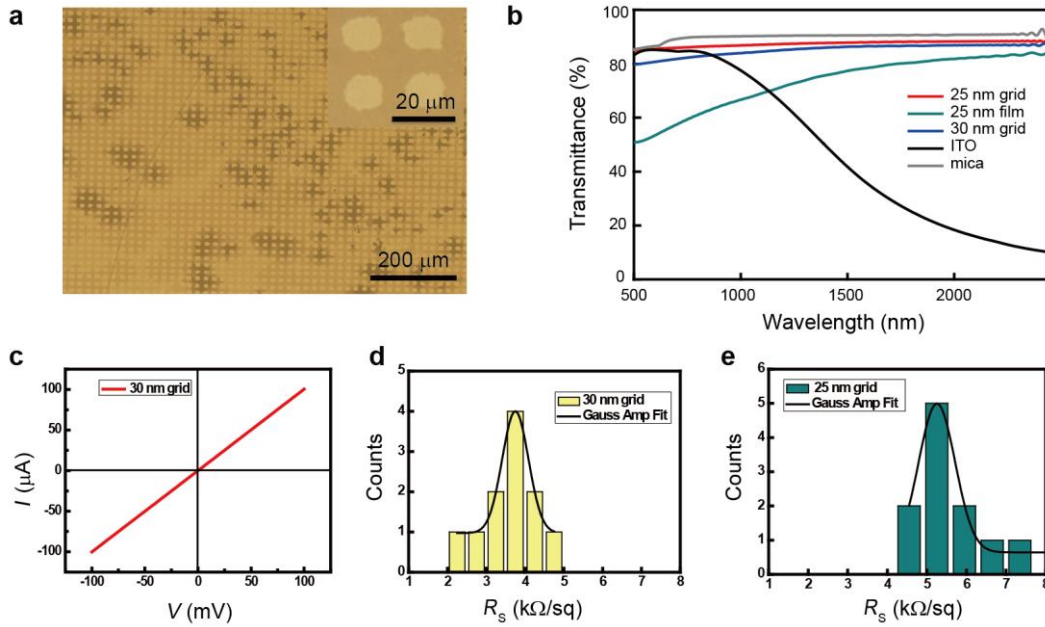 a
20 μm
200 μm
b
Transmittance (%)
100
80
60
40
20
0
25 nm grid
25 nm film
30 nm grid
ITO
mica
500
1000
1500
2000
Wavelength (nm)
c
30 nm grid
I (μA)
100
50
0
-50
-100
-100
-50
0
50
100
V (mV)
d
30 nm grid
Gauss Amp Fit
Counts
5
4
3
2
1
0
1
2
3
4
5
6
7
8
RS (kΩ/sq)
e
25 nm grid
Gauss Amp Fit
Counts
6
5
4
3
2
1
0
1
2
3
4
5
6
7
8
RS (kΩ/sq)